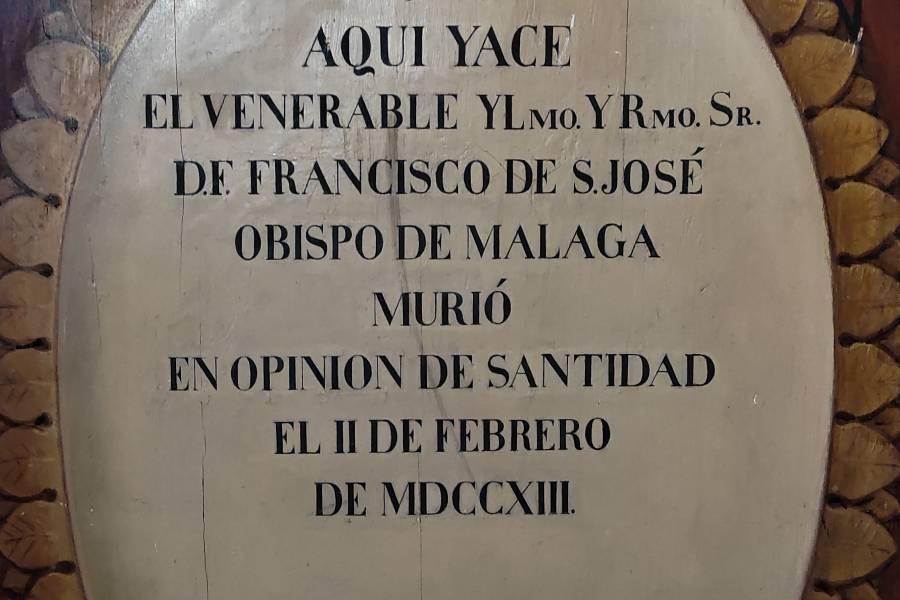 AQUI YACE
EL VENERABLE YLMO. Y RMO. SR.
D.F. FRANCISCO DE S. JOSÉ
OBISPO DE MALAGA
MURIÓ
EN OPINION DE SANTIDAD
EL II DE FEBRERO
DE MDCCXIII.